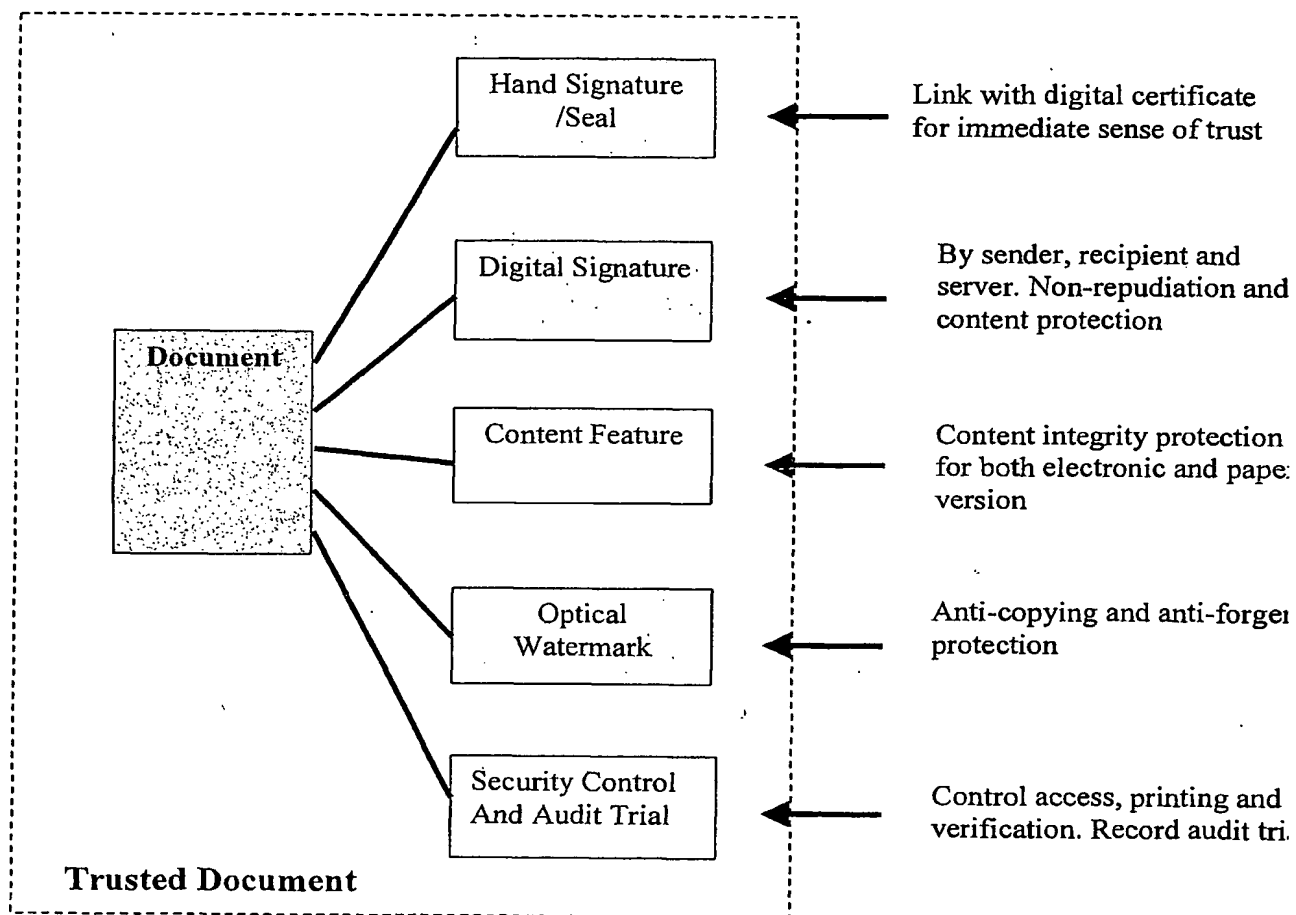 Hand Signature
/Seal
Link with digital certificate
for immediate sense of trust
Digital Signature
By sender, recipient and
server. Non-repudiation and
content protection
Document
Content Feature
Content integrity protection
for both electronic and
version
Optical
Watermark
Anti-copying and
protection
Security Control
And Audit Trial
Control access, printing and
verification. Record audit
Trusted Document